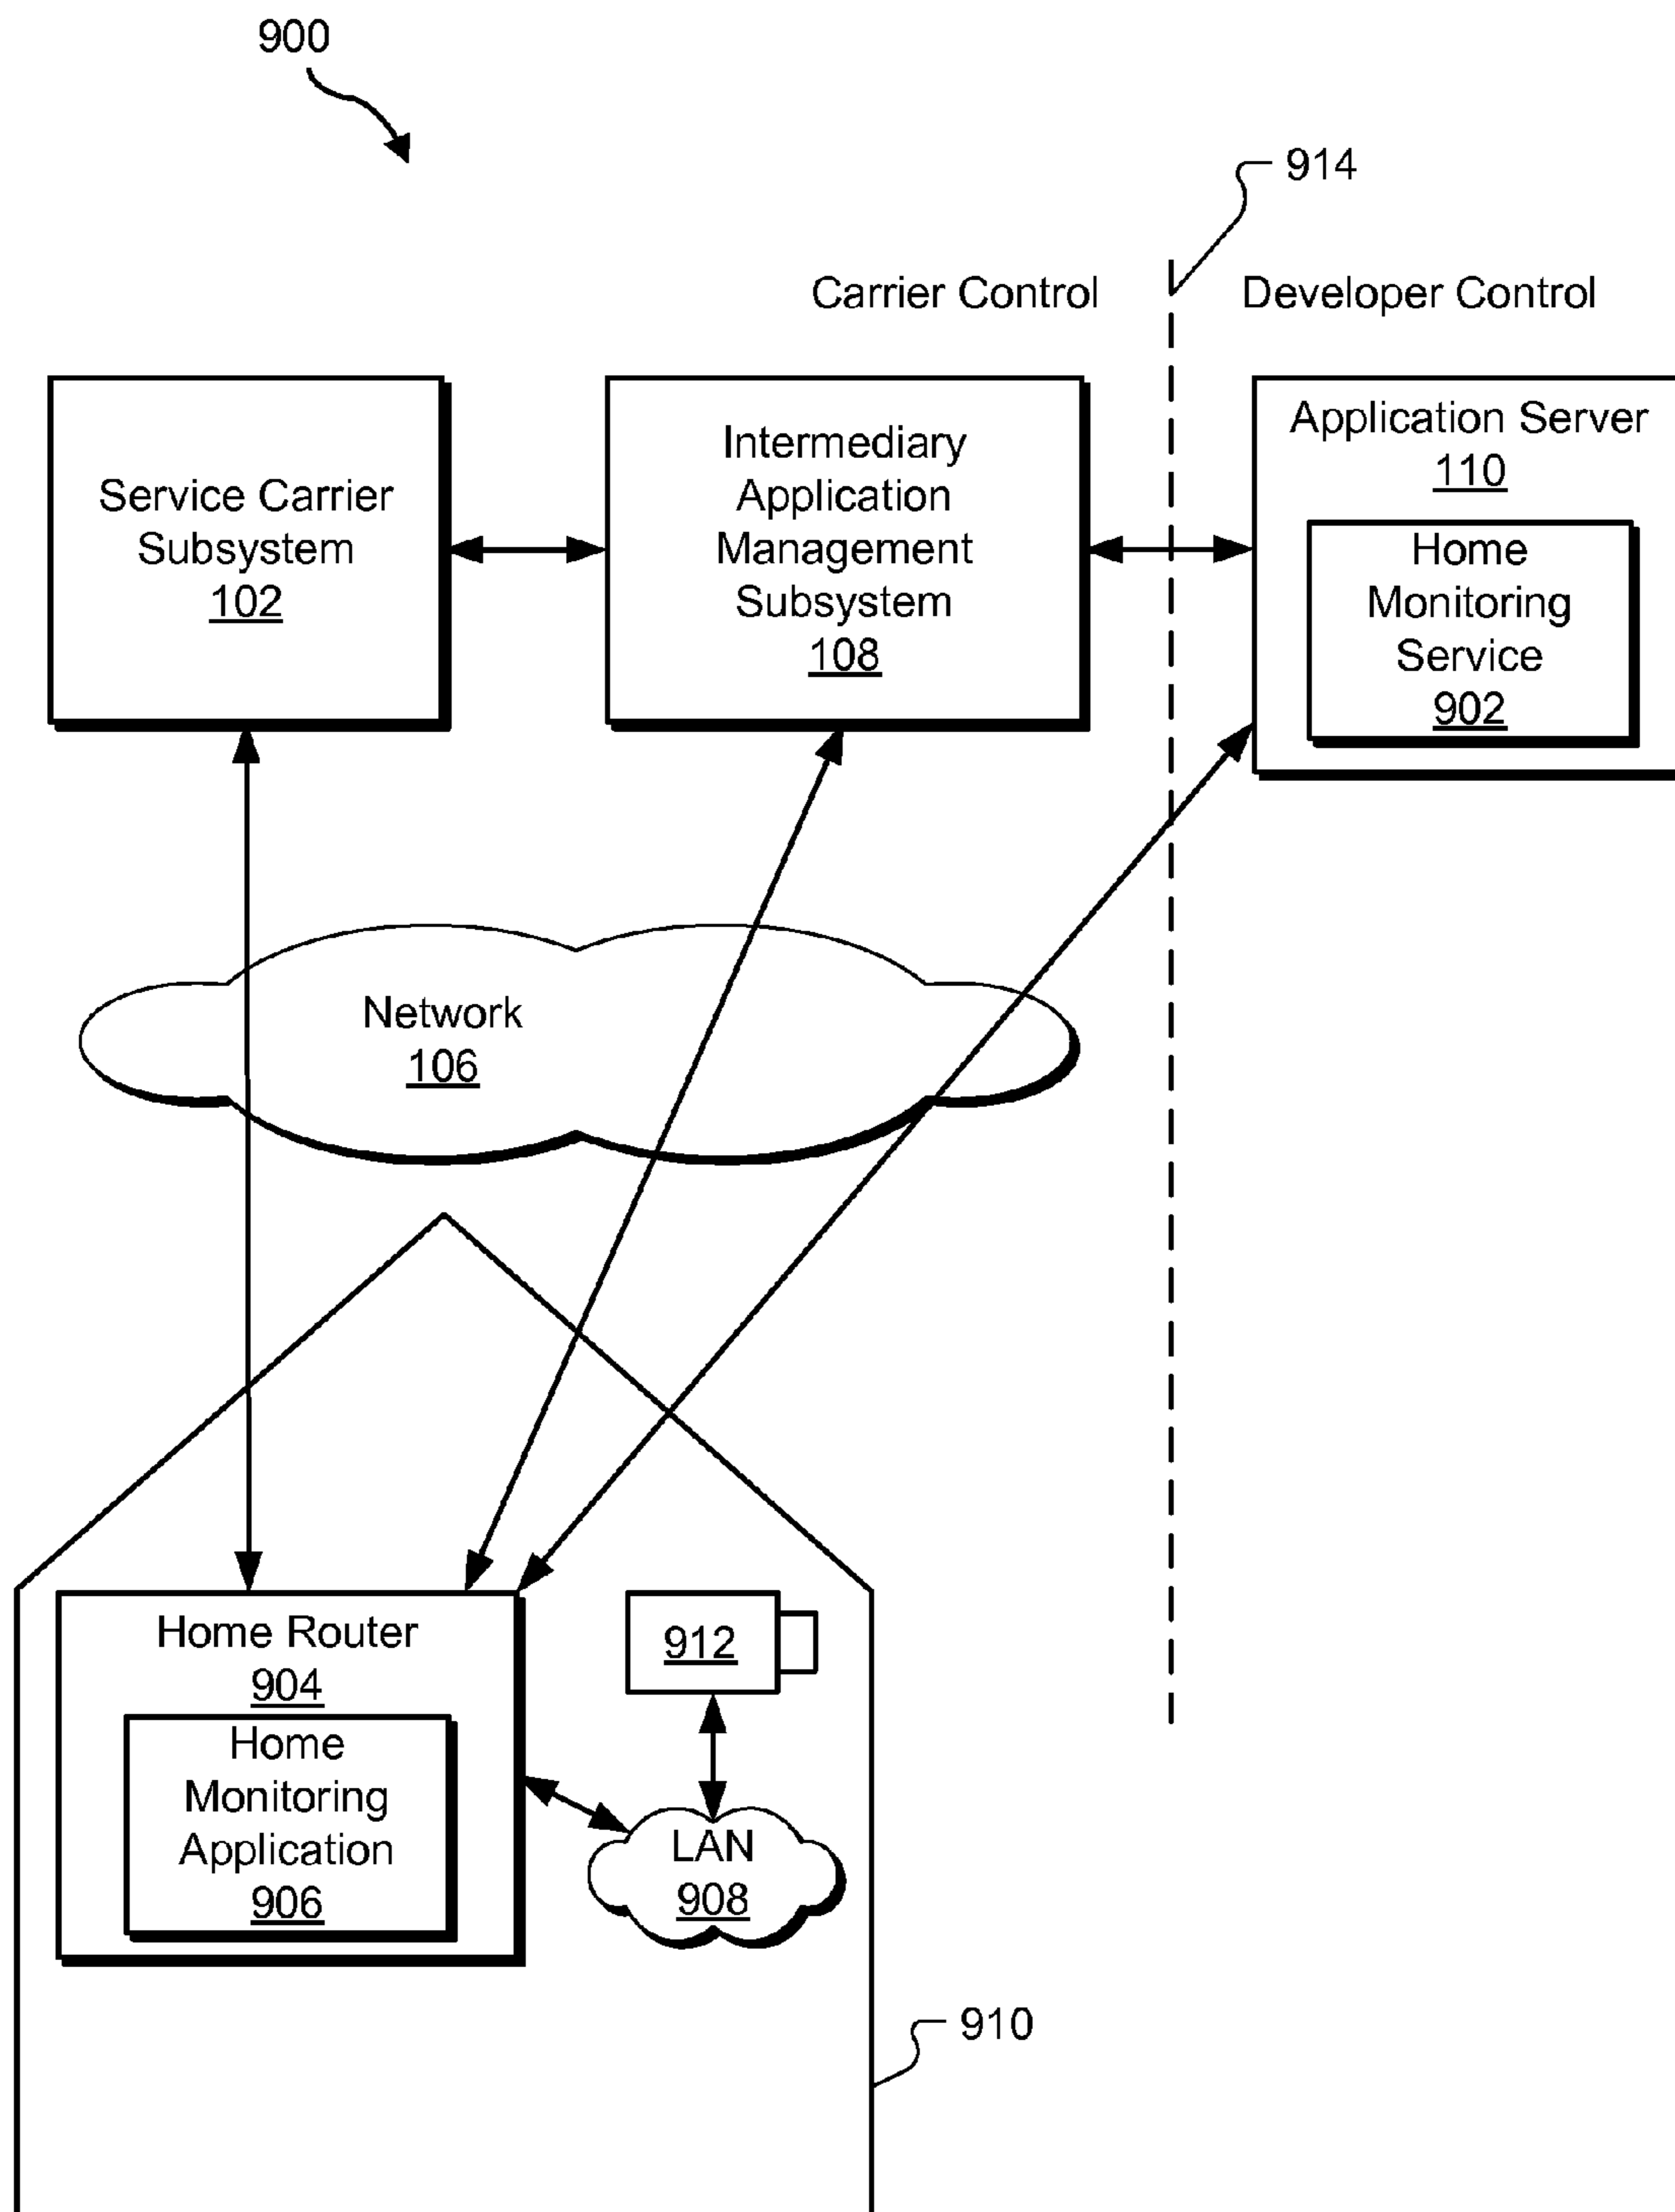 900
914
Carrier Control
Developer Control
Service Carrier
Subsystem
102
Intermediary
Application
Management
Subsystem
108
Application Server
110
Home
Monitoring
Service
902
Network
106
Home Router
904
Home
Monitoring
Application
906
912
LAN
908
910